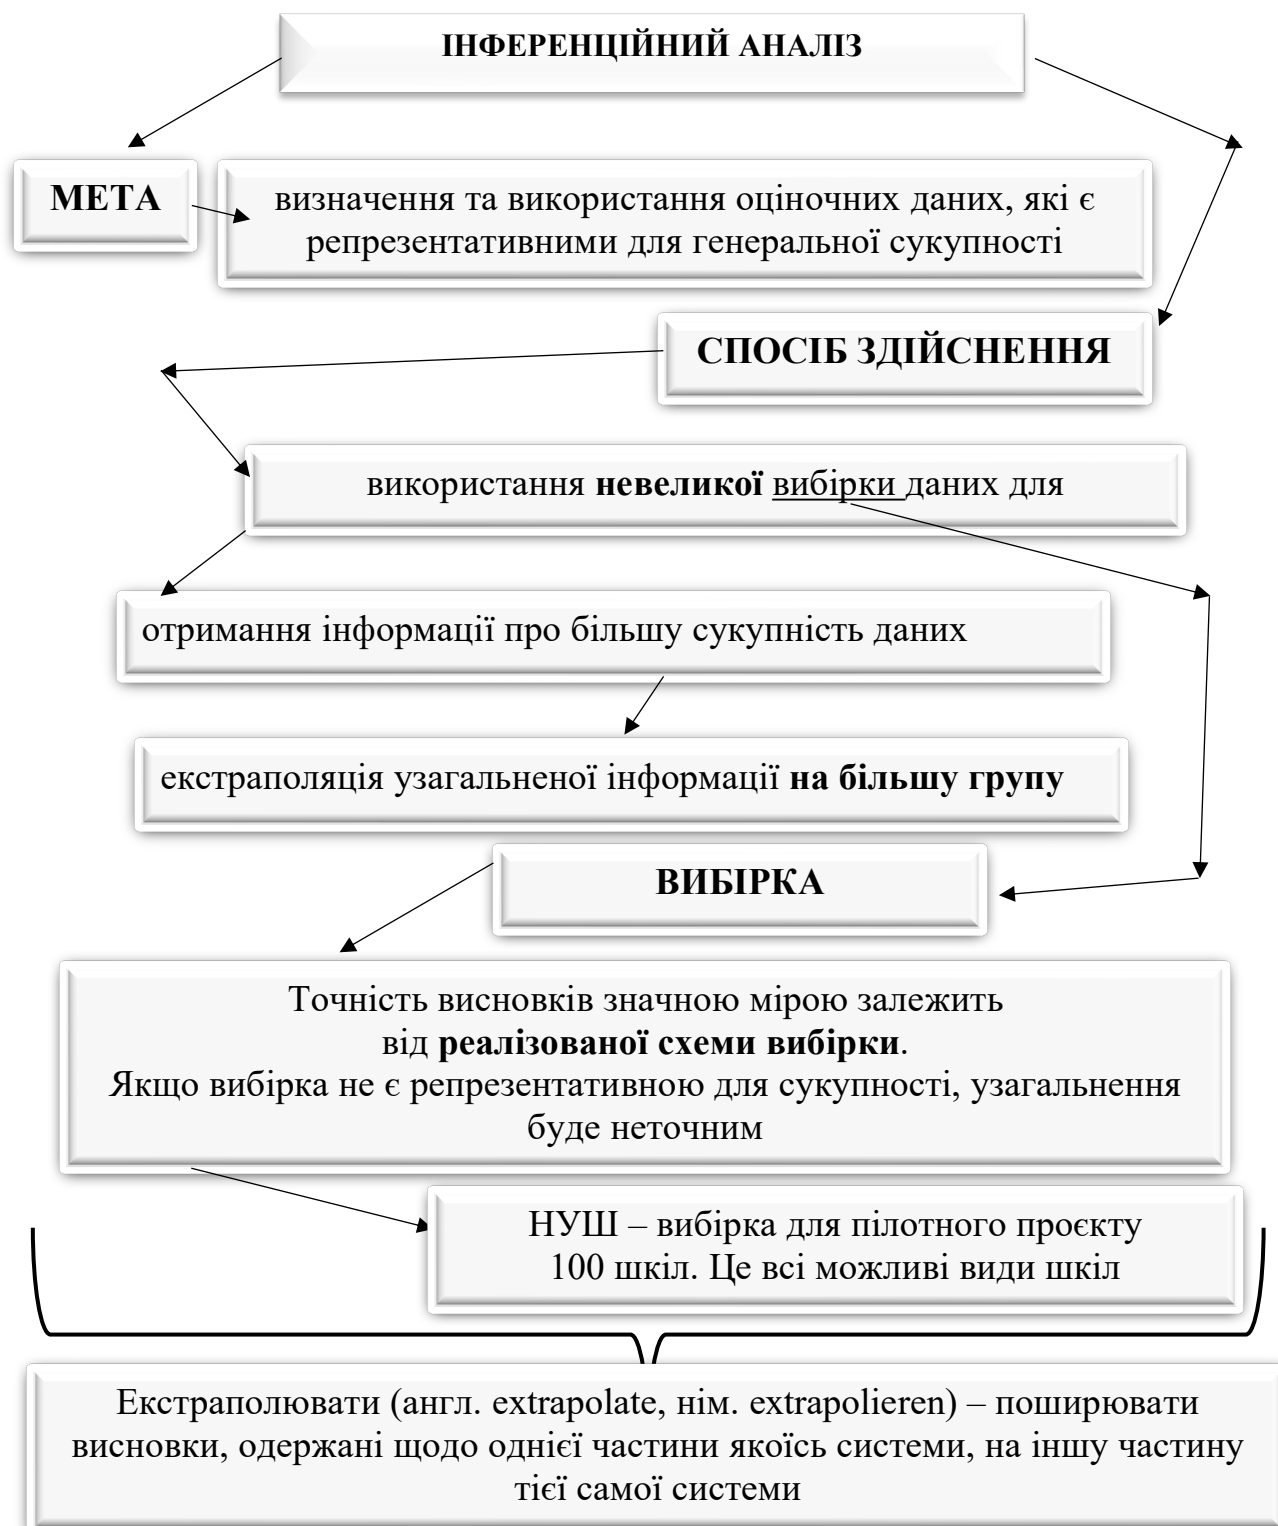 ІНФЕРЕНЦІЙНИЙ АНАЛІЗ
МЕТА
визначення та використання оціночних даних, які є
репрезентативними для генеральної сукупності
СПОСІБ ЗДІЙСНЕННЯ
використання невеликої вибірки даних для
отримання інформації про більшу сукупність даних
екстраполяція узагальненої інформації на більшу групу
ВИБІРКА
Точність висновків значною мірою залежить
від реалізованої схеми вибірки.
Якщо вибірка не є репрезентативною для сукупності, узагальнення
буде неточним
НУШ – вибірка для пілотного проєкту
100 шкіл. Це всі можливі види шкіл
Екстраполювати (англ. extrapolate, нім. extrapolieren) – поширювати
висновки, одержані щодо однієї частини якоїсь системи, на іншу частину
тієї самої системи